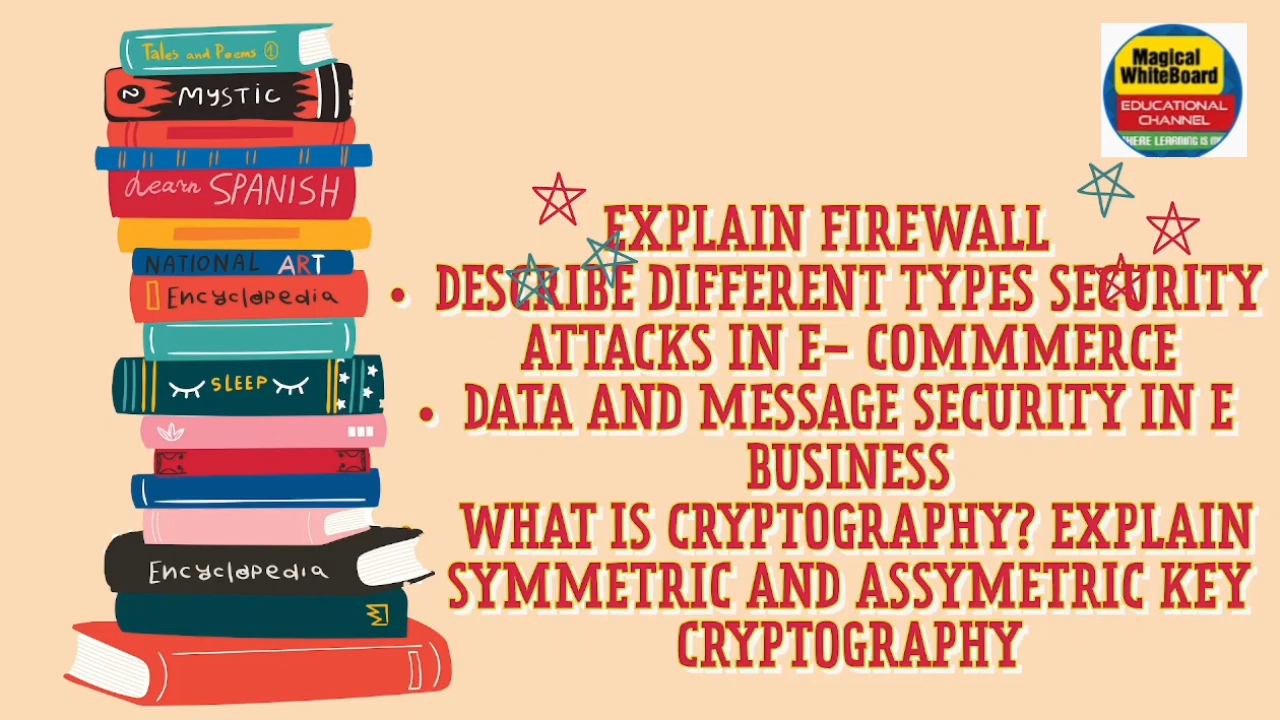 Tales and Poems 1
2 MYSTIC
Learn SPANISH
NATIONAL ART
Encyclopedia
SLEEP
Encyclopedia
Magical
WhiteBoard
EDUCATIONAL
CHANNEL
HERE LEARNING IS
EXPLAIN FIREWALL
• DESCRIBE DIFFERENT TYPES SECURITY
ATTACKS IN E- COMMMERCE
• DATA AND MESSAGE SECURITY IN E
BUSINESS
WHAT IS CRYPTOGRAPHY? EXPLAIN
SYMMETRIC AND ASSYMETRIC KEY
CRYPTOGRAPHY